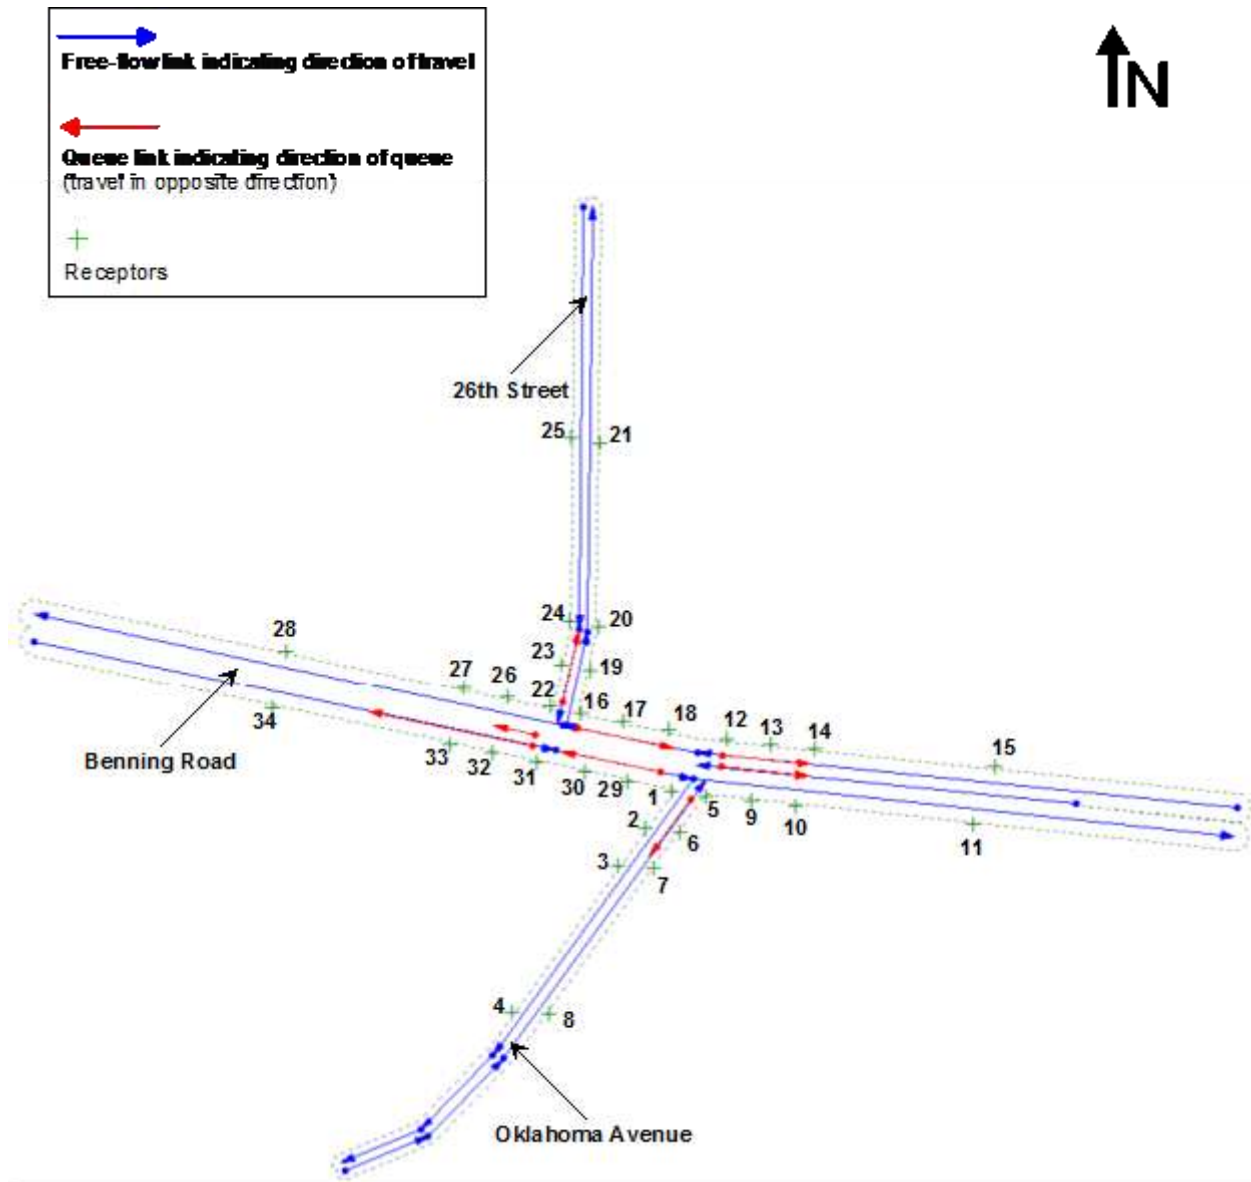 Free-flow link indicating direction of travel
Queue link indicating direction of queue
(travel in opposite direction)
Receptors
N
26th Street
25 21
24 20
23 19
28
27 26 22 16 17 18 12 13 14 15
34
Benning Road
33 32 31 30 29 1 5 9 10 11
2 6
3 7
4 8
Oklahoma Avenue